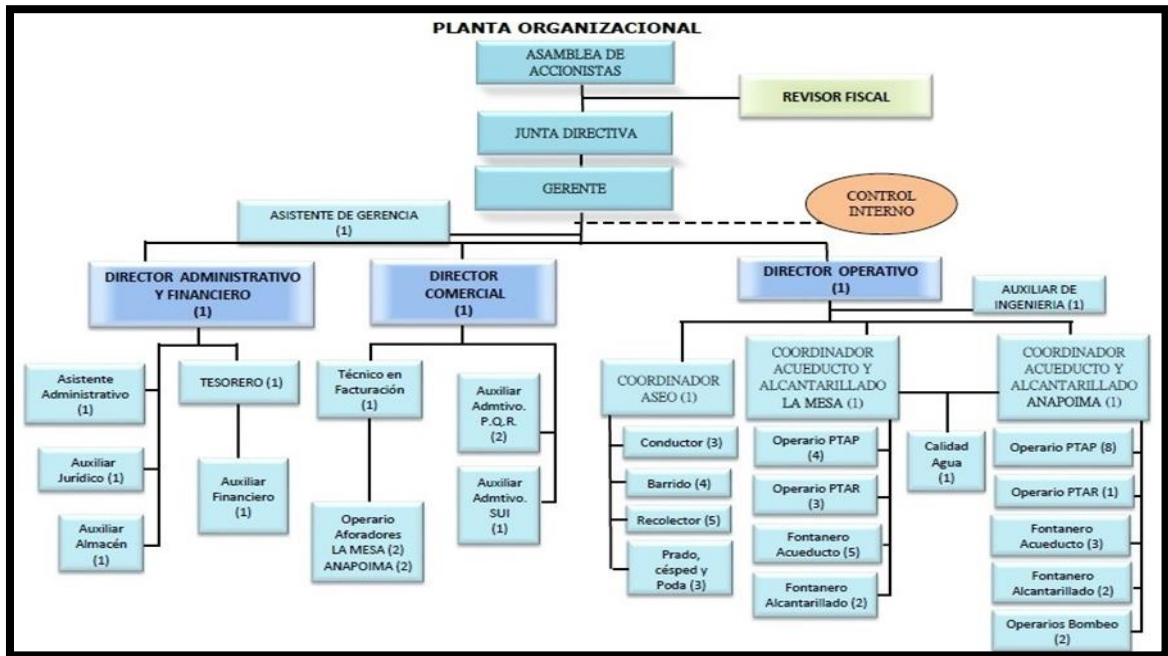 PLANTA ORGANIZACIONAL
ASAMBLEA DE
ACCIONISTAS
REVISOR FISCAL
JUNTA DIRECTIVA
GERENTE
CONTROL
INTERNO
ASISTENTE DE GERENCIA
(1)
DIRECTOR ADMINISTRATIVO
Y FINANCIERO
(1)
DIRECTOR
COMERCIAL
(1)
DIRECTOR OPERATIVO
(1)
AUXILIAR DE
INGENIERIA (1)
Asistente
Administrativo
(1)
TESORERO (1)
Auxiliar
Jurídico (1)
Auxiliar
Financiero
(1)
Auxiliar
Almacén
(1)
Técnico en
Facturación
(1)
Auxiliar
Admtivo.
P.Q.R.
(2)
Operario
Aforadores
LA MESA (2)
ANAPOIMA (2)
Auxiliar
Admtivo.
SUI
(1)
COORDINADOR
ASEO (1)
Conductor (3)
Barrido (4)
Recolector (5)
Prado,
césped y
Poda (3)
COORDINADOR
ACUEDUCTO Y
ALCANTARILLADO
LA MESA (1)
Operario PTAP
(4)
Operario PTAR
(3)
Fontanero
Acueducto (5)
Fontanero
Alcantarillado (2)
Calidad
Agua
(1)
COORDINADOR
ACUEDUCTO Y
ALCANTARILLADO
ANAPOIMA (1)
Operario PTAP (8)
Operario PTAR (1)
Fontanero
Acueducto (3)
Fontanero
Alcantarillado (2)
Operarios Bombeo
(2)